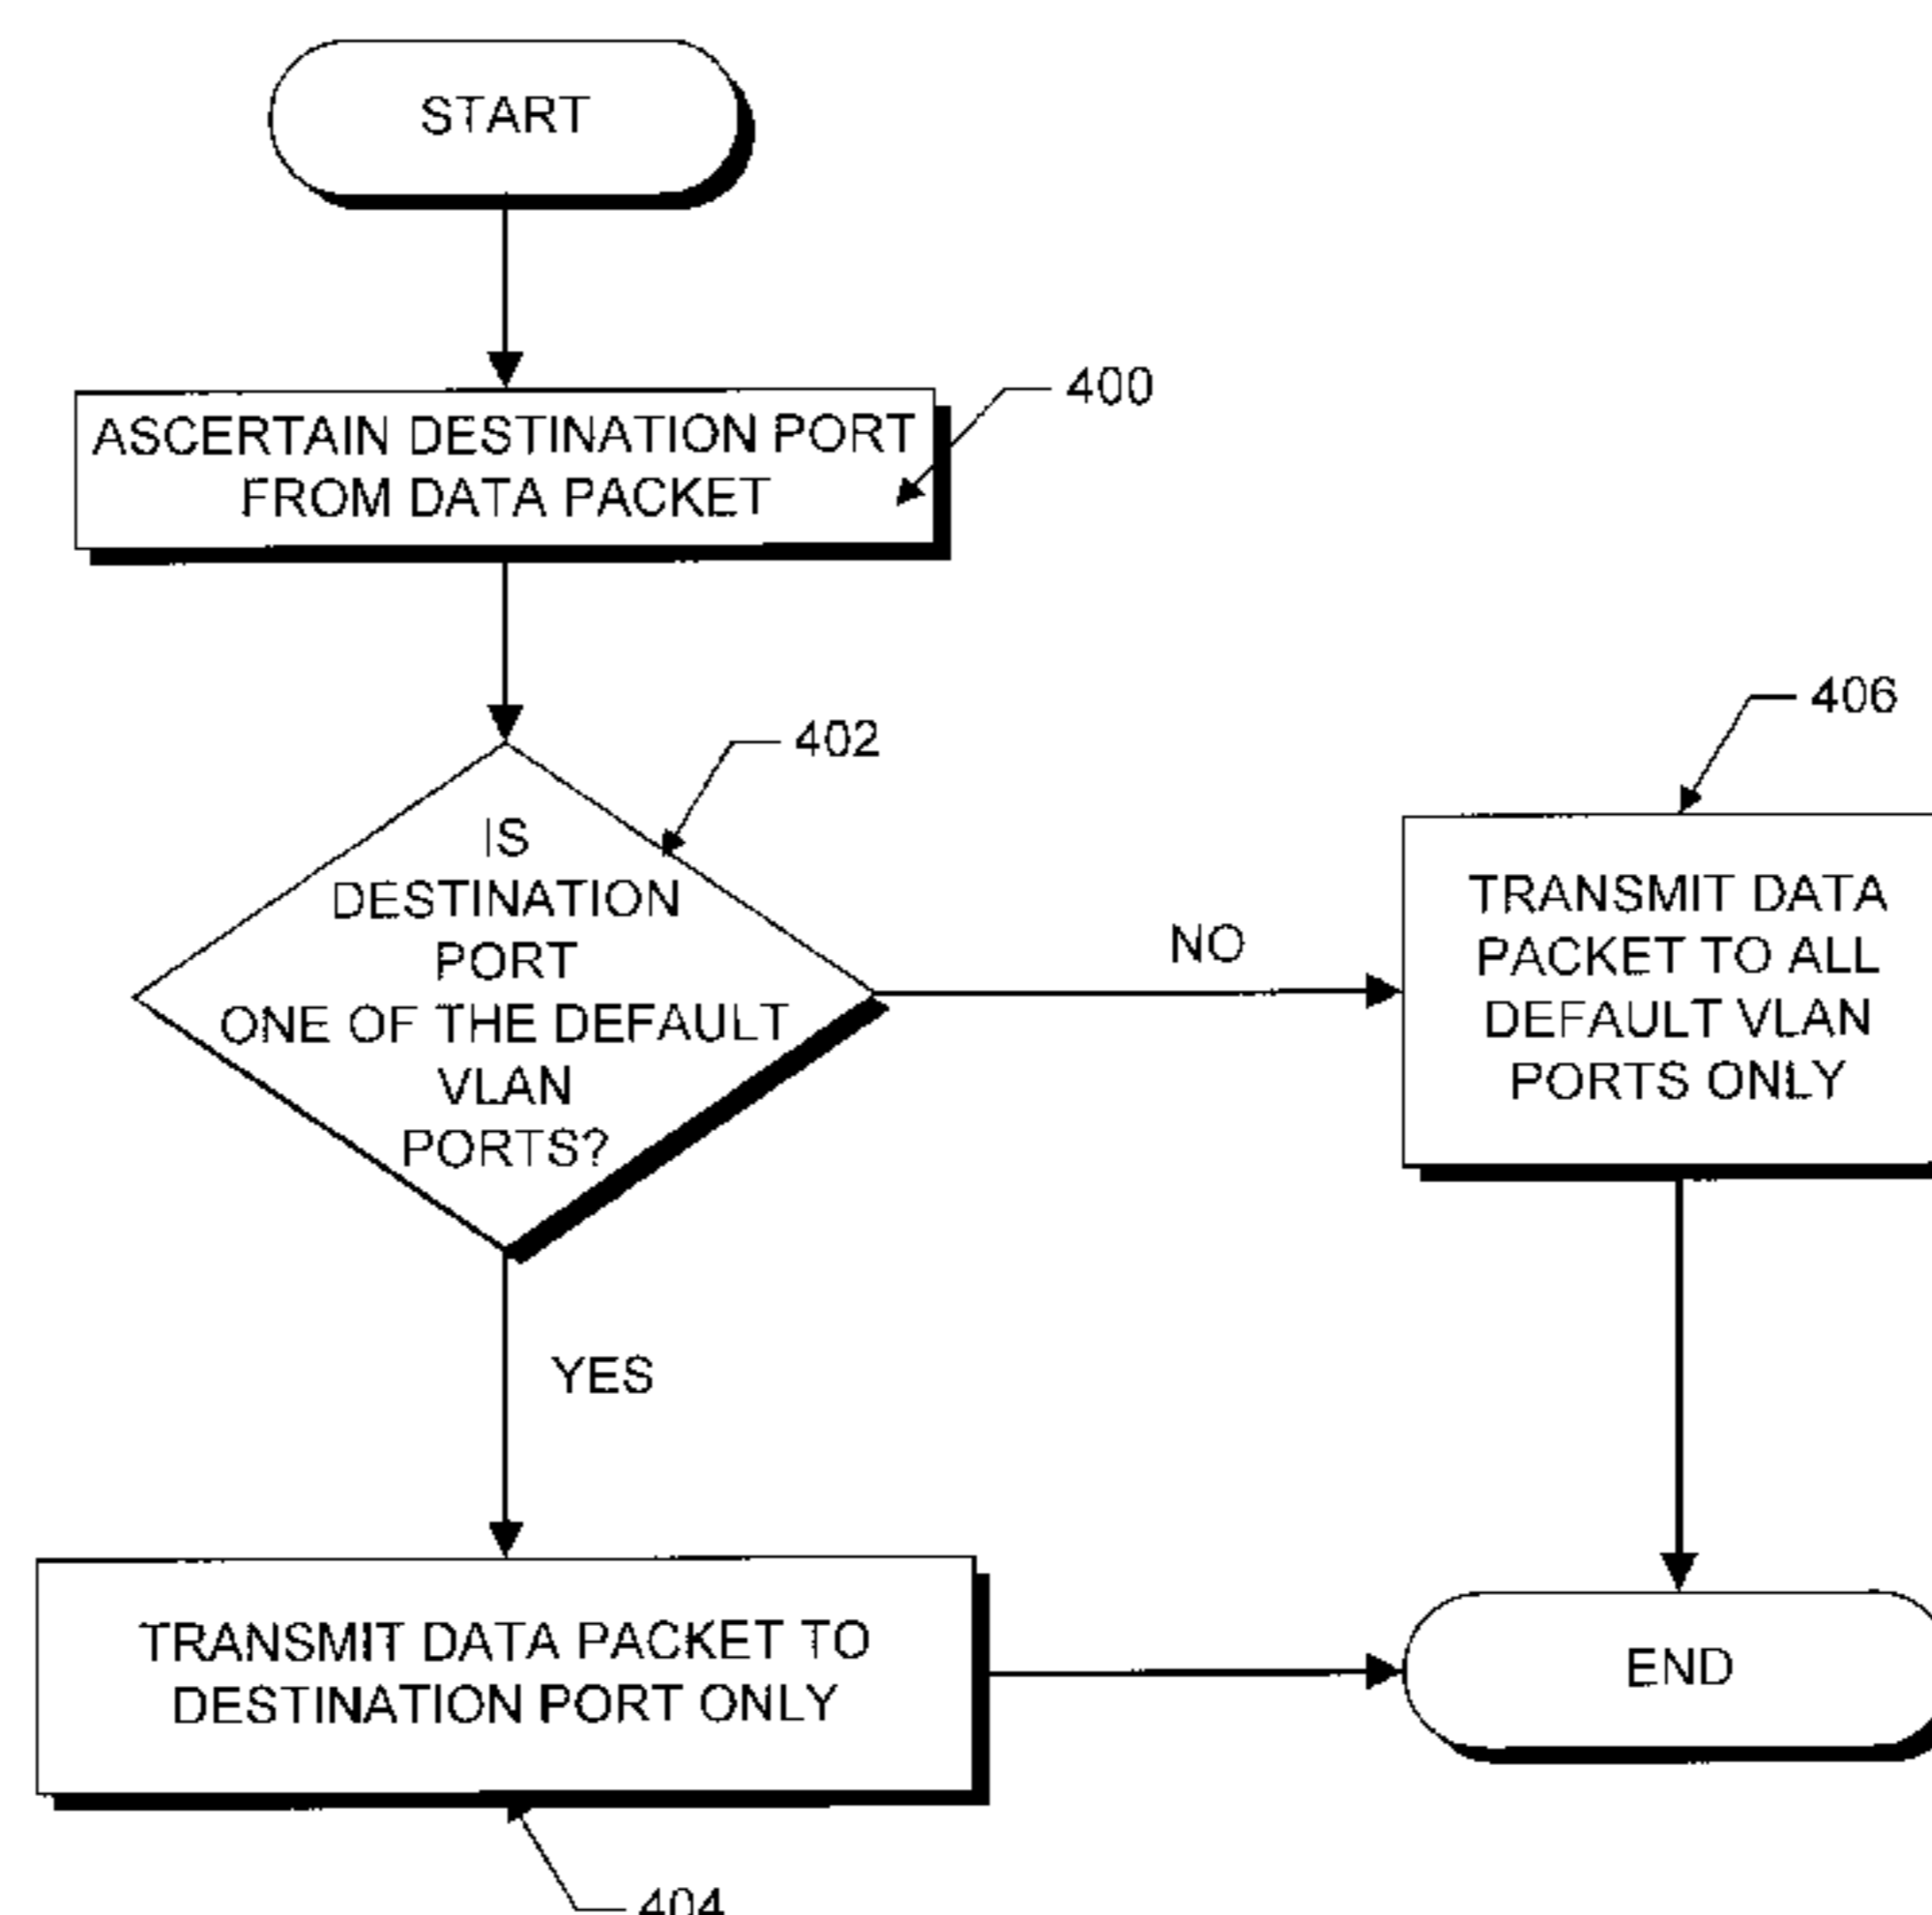 START
400
ASCERTAIN DESTINATION PORT
FROM DATA PACKET
402
406
IS
DESTINATION
PORT
ONE OF THE DEFAULT
VLAN
PORTS?
NO
TRANSMIT DATA
PACKET TO ALL
DEFAULT VLAN
PORTS ONLY
YES
TRANSMIT DATA PACKET TO
DESTINATION PORT ONLY
END
404